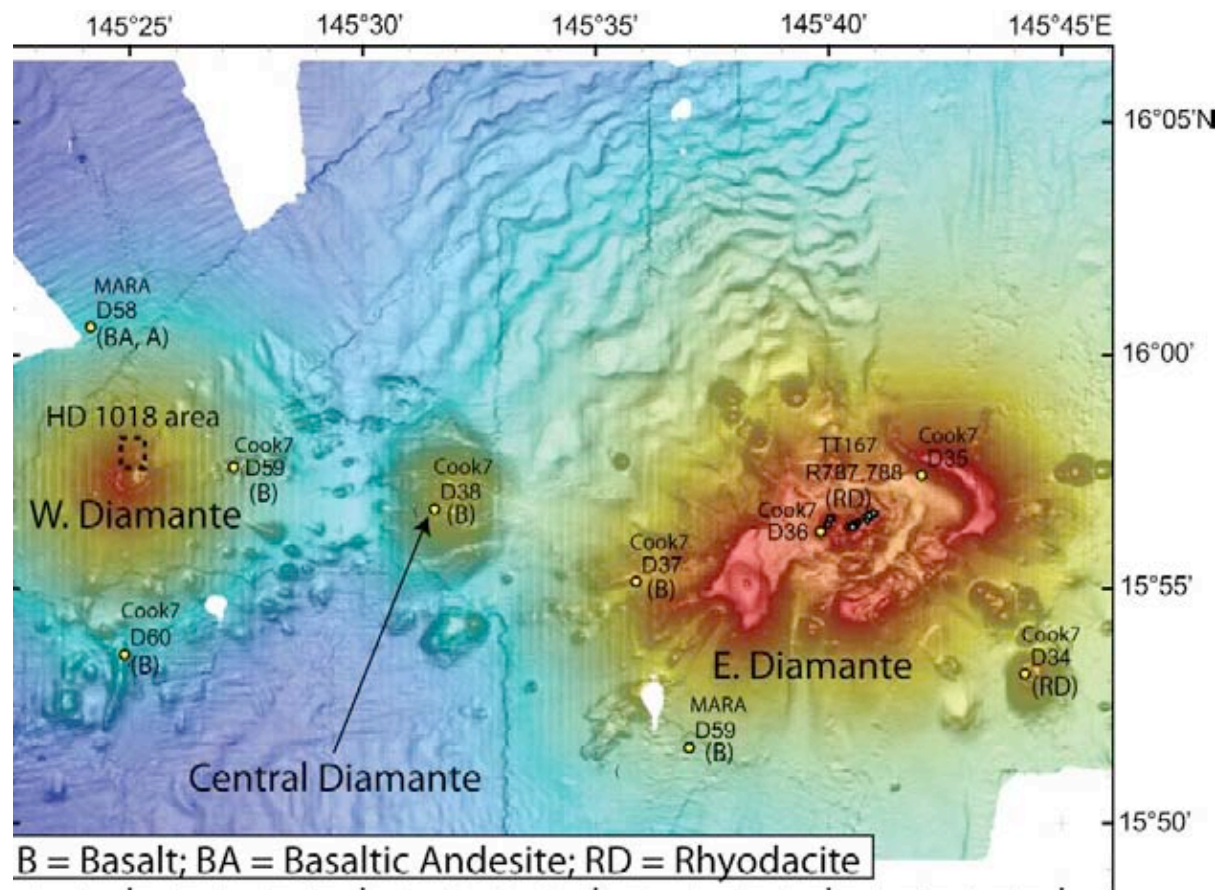 145°25' 145°30' 145°35' 145°40' 145°45'E
16°05'N
16°00'
15°55'
15°50'
MARA
D58
(BA, A)
HD 1018 area
Cook7
D59
(B)
W. Diamante
Cook7
D60
(B)
Cook7
D38
(B)
Central Diamante
TT167
R787_788
(RD)
Cook7
D35
Cook7
D36
Cook7
D37
(B)
E. Diamante
Cook7
D34
(RD)
MARA
D59
(B)
B = Basalt; BA = Basaltic Andesite; RD = Rhyodacite